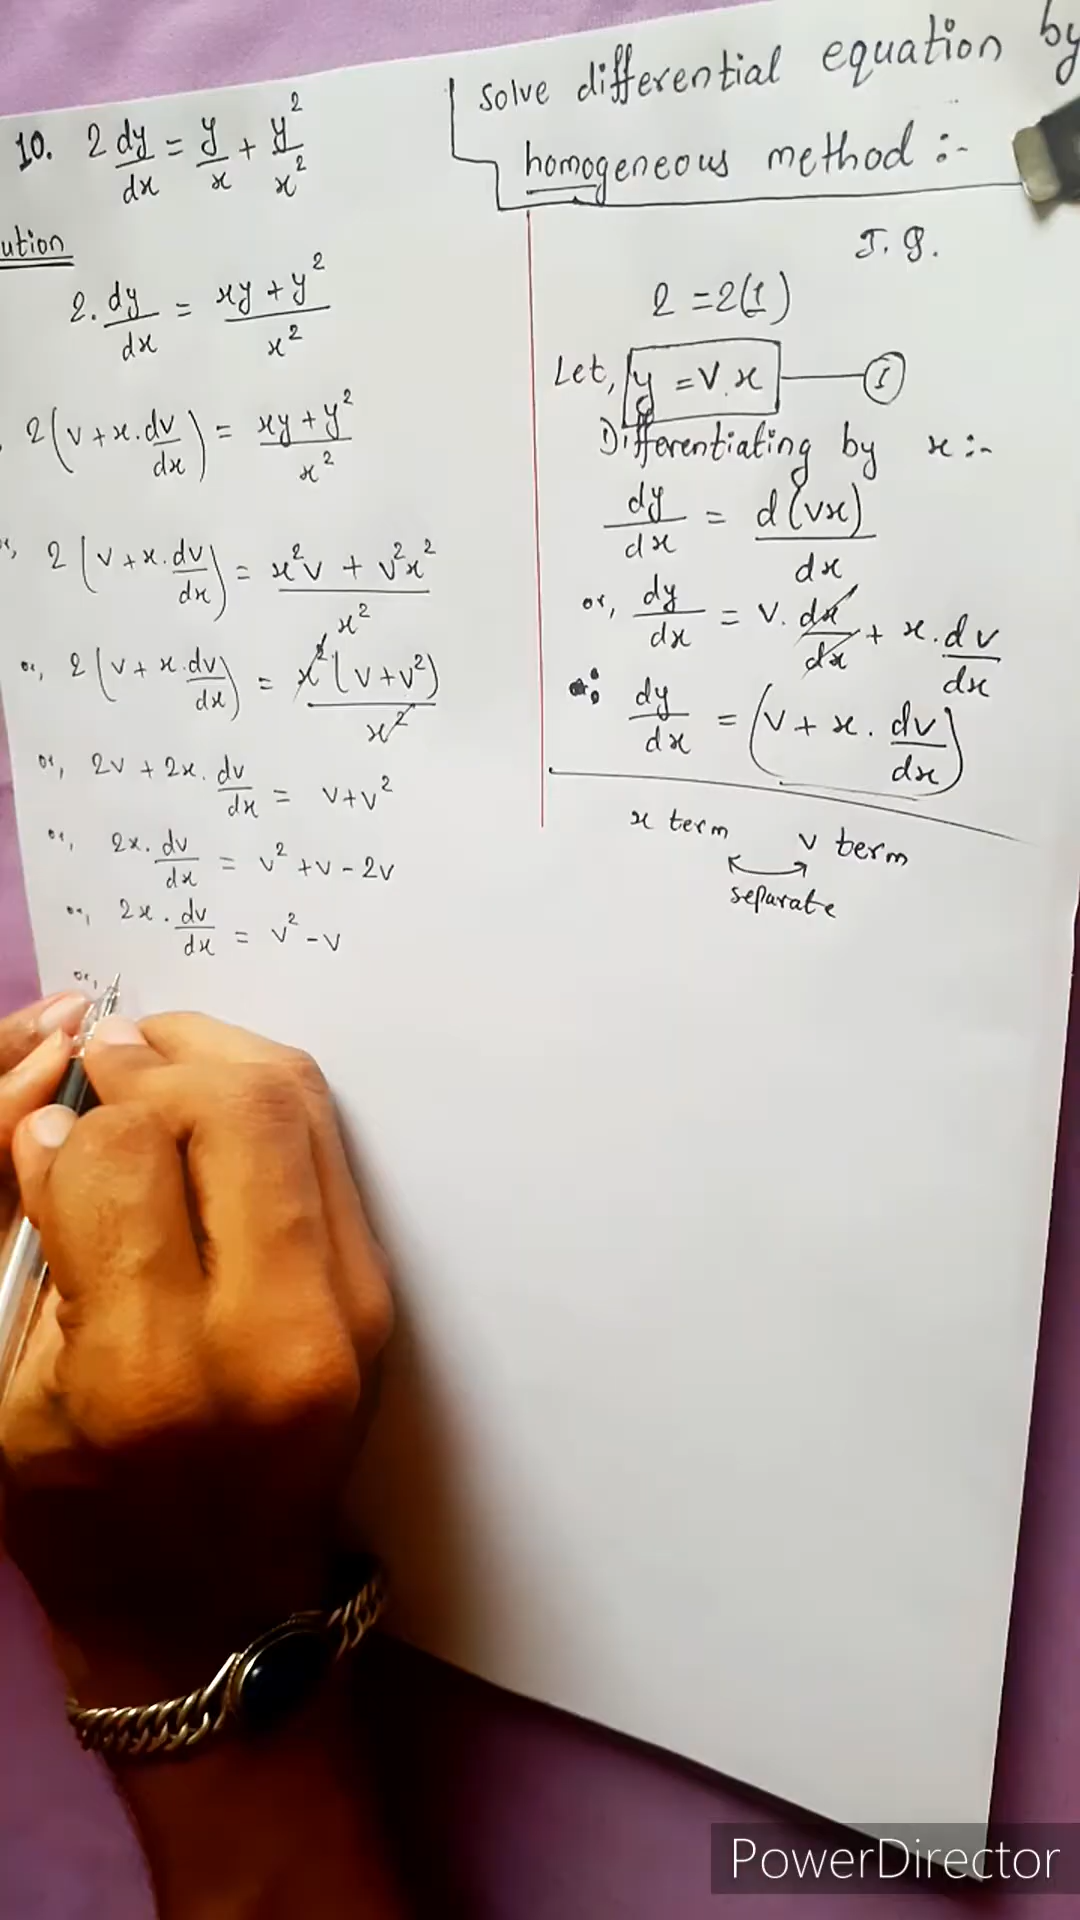 solve differential equation by
homogeneous method :-
10. 2 dy/dx = y/x + y²/x²
ution
2. dy/dx = xy + y² / x²
2(v + x. dv/dx) = xy + y² / x²
2(v + x. dv/dx) = x²v + v²x² / x²
or, 2(v + x. dv/dx) = x²(v + v²) / x²
or, 2v + 2x. dv/dx = v + v²
or, 2x. dv/dx = v² + v - 2v
or, 2x. dv/dx = v² - v
or,
2 = 2(1)
Let, y = v.x — I
Differentiating by x :-
dy/dx = d(vx)/dx
or, dy/dx = v. dx/dx + x. dv/dx
∴ dy/dx = (v + x. dv/dx)
x term v term
separate
PowerDirector